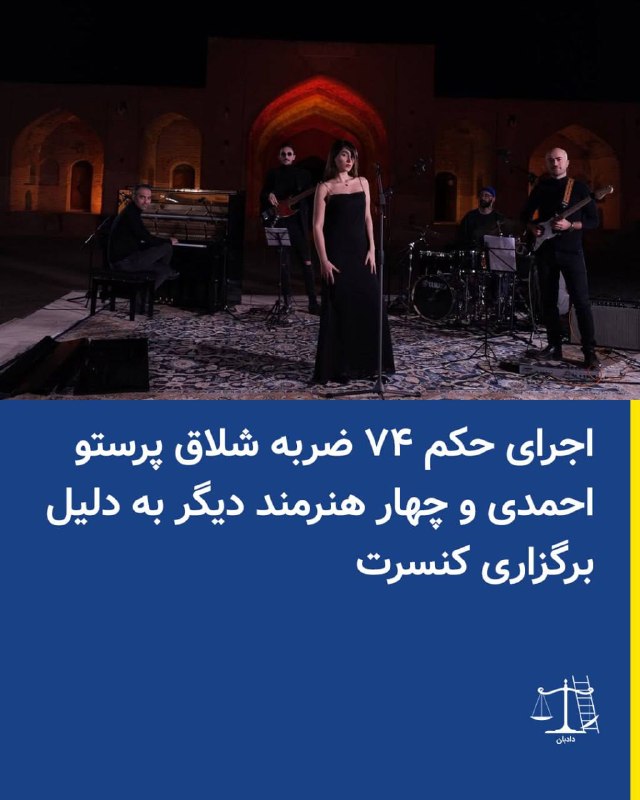 اجرای حکم ۷۴ ضربه شلاق پرستو
احمدی و چهار هنرمند دیگر به دلیل
برگزاری کنسرت
دادبان